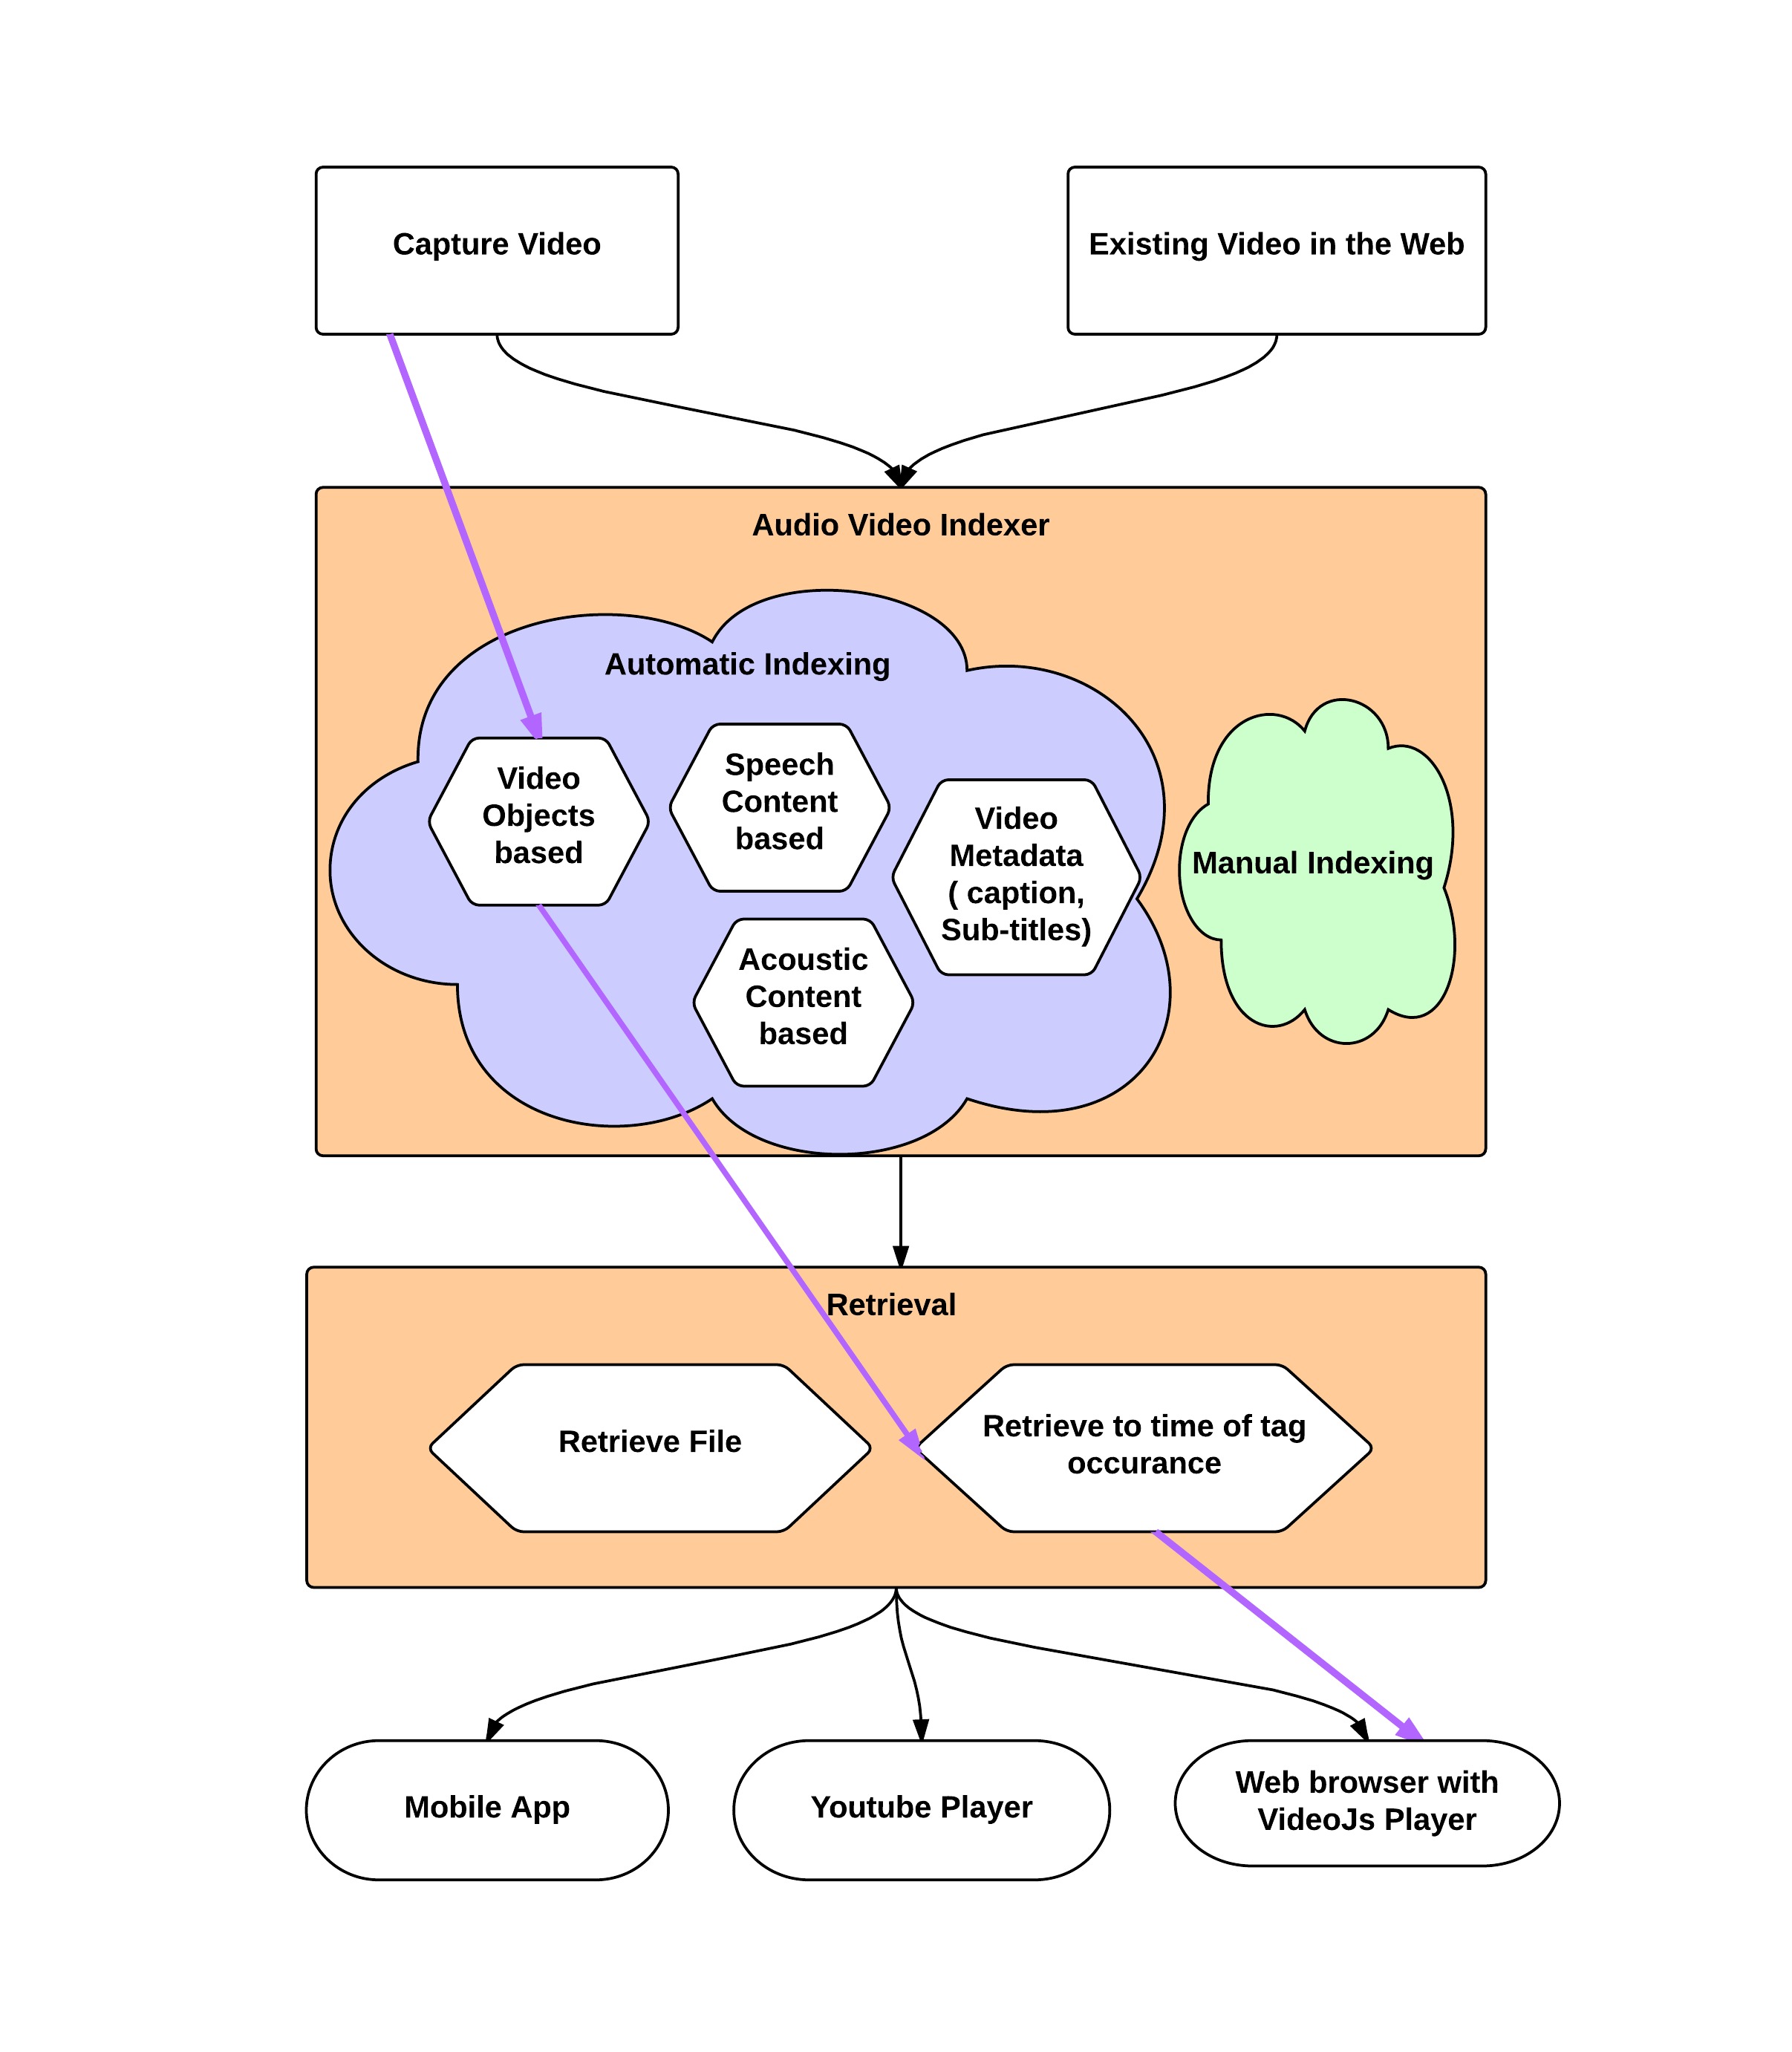 Capture Video
Existing Video in the Web
Audio Video Indexer
Automatic Indexing
Video
Objects
based
Speech
Content
based
Video
Metadata
( caption,
Sub-titles)
Acoustic
Content
based
Manual Indexing
Retrieval
Retrieve File
Retrieve to time of tag
occurance
Mobile App
Youtube Player
Web browser with
VideoJs Player